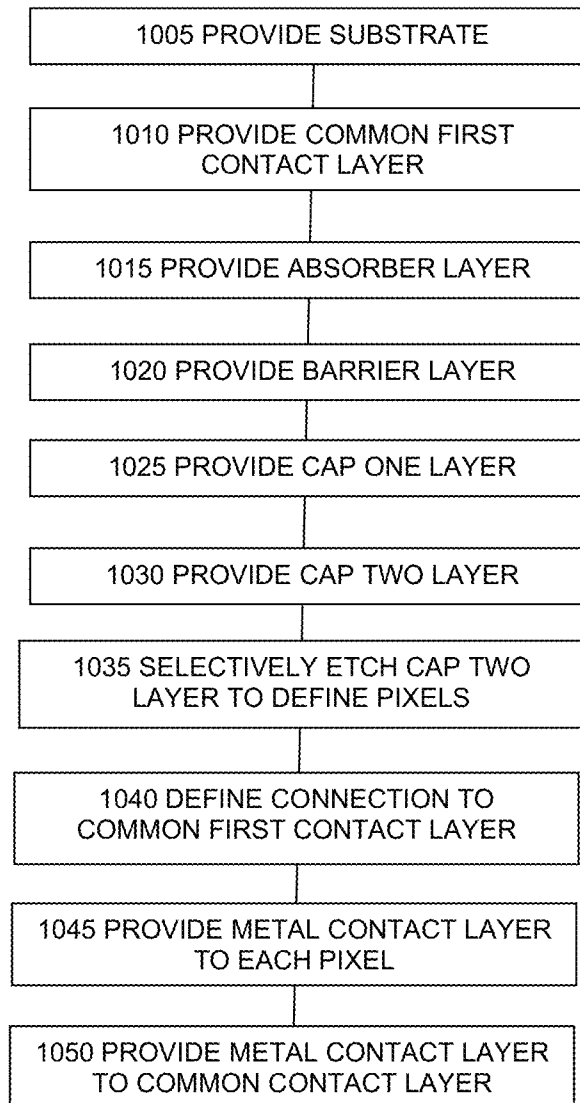 1005 PROVIDE SUBSTRATE
1010 PROVIDE COMMON FIRST
CONTACT LAYER
1015 PROVIDE ABSORBER LAYER
1020 PROVIDE BARRIER LAYER
1025 PROVIDE CAP ONE LAYER
1030 PROVIDE CAP TWO LAYER
1035 SELECTIVELY ETCH CAP TWO
LAYER TO DEFINE PIXELS
1040 DEFINE CONNECTION TO
COMMON FIRST CONTACT LAYER
1045 PROVIDE METAL CONTACT LAYER
TO EACH PIXEL
1050 PROVIDE METAL CONTACT LAYER
TO COMMON CONTACT LAYER